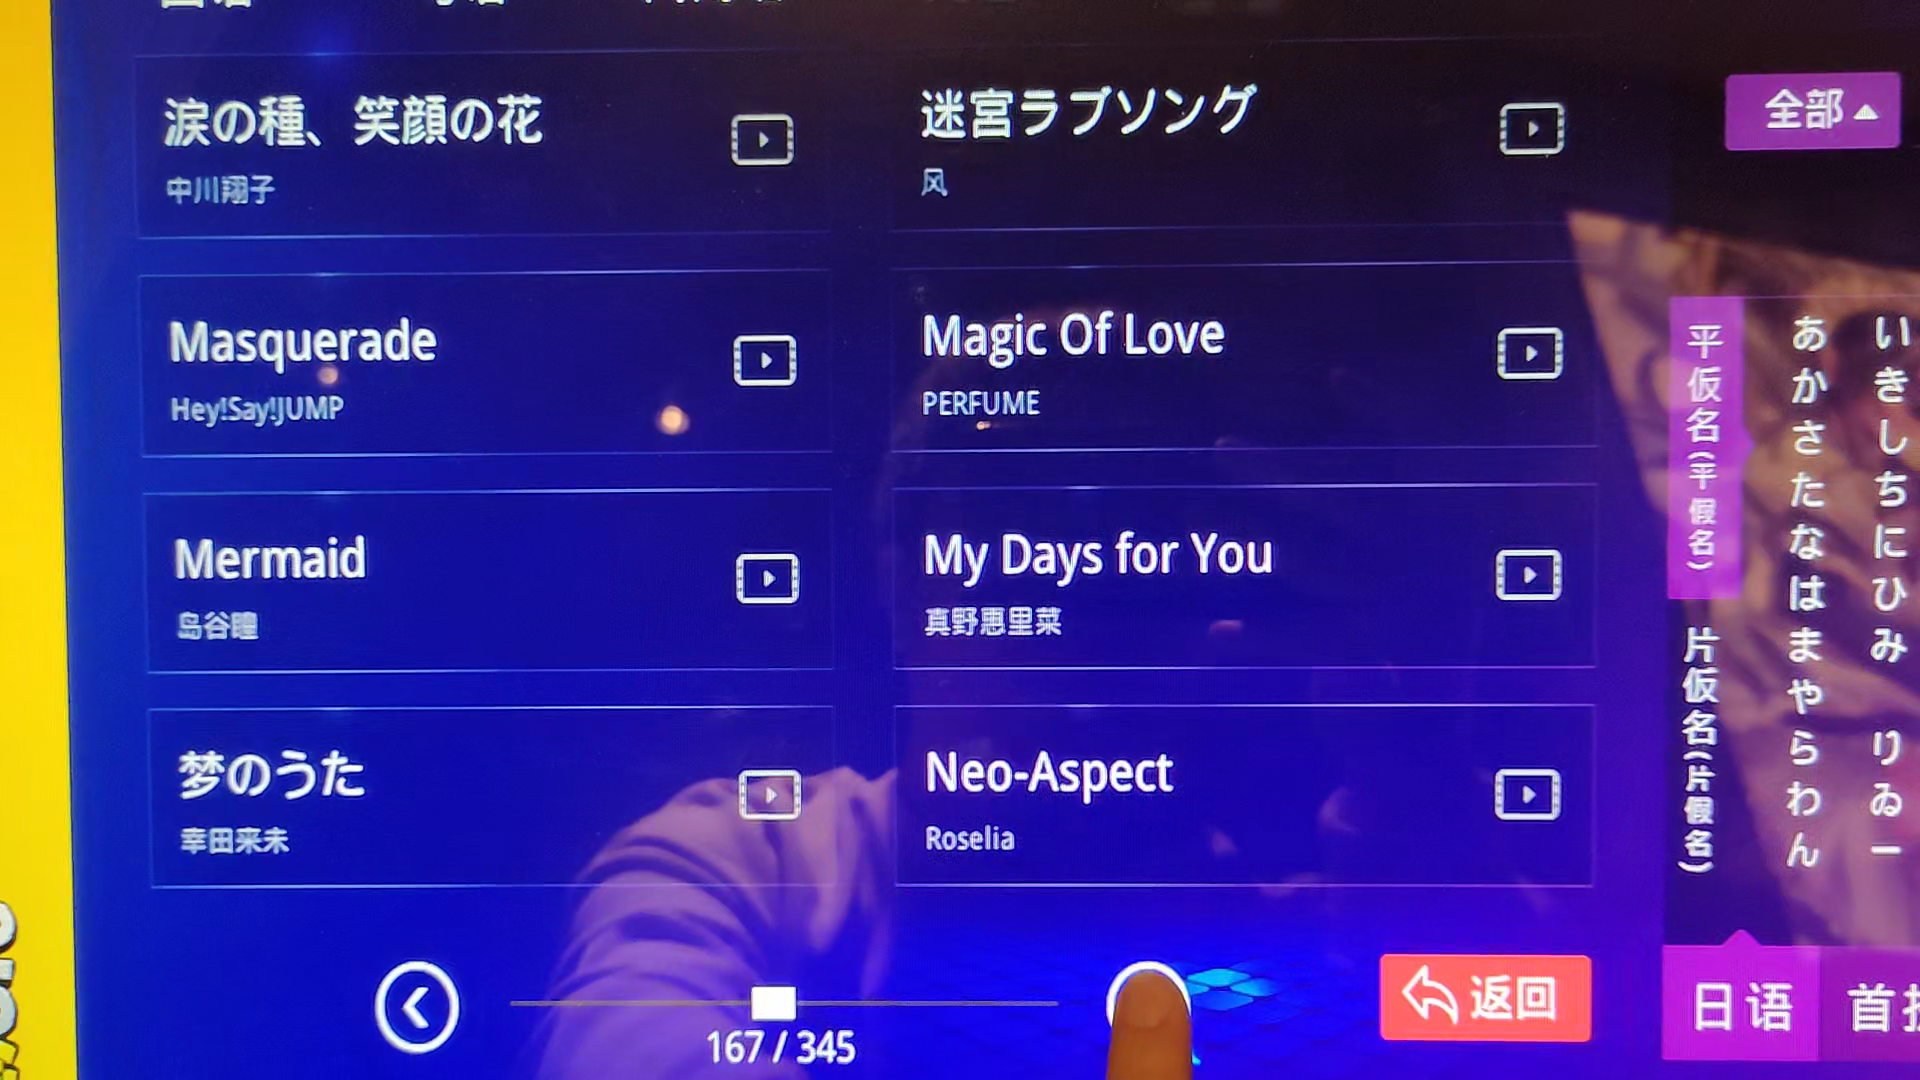 涙の種、笑顔の花
中川翔子
迷宮ラブソング
风
全部
Masquerade
Hey!Say!JUMP
Magic Of Love
PERFUME
Mermaid
岛谷瞳
My Days for You
真野恵里菜
梦のうた
幸田来未
Neo-Aspect
Roselia
平仮名(平假名)
片仮名(片假名)
あ い
か き
さ し
た ち
な に
は ひ
ま み
や
ら り
わ ゐ
ん ー
167 / 345
返回
日语
首